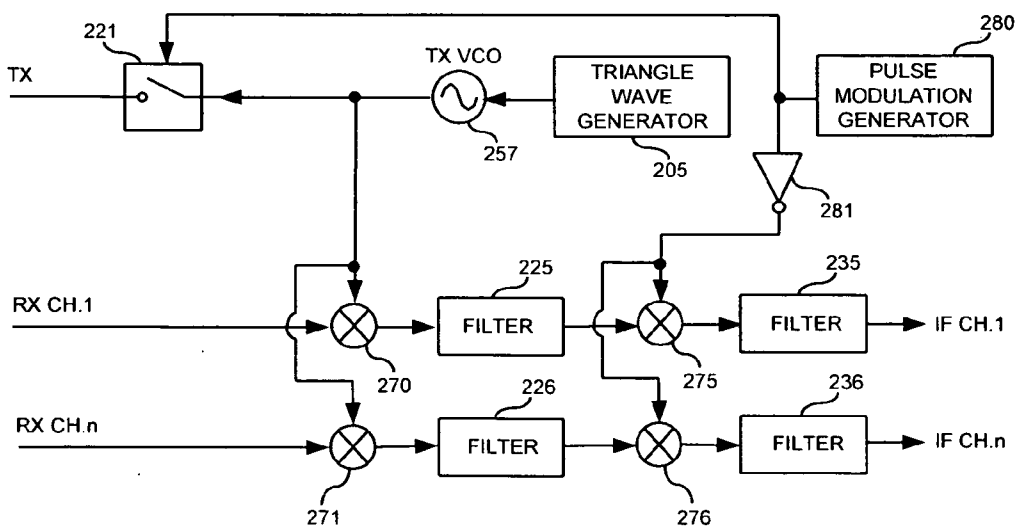 221
280
TX
TX VCO
TRIANGLE
WAVE
GENERATOR
PULSE
MODULATION
GENERATOR
257
205
281
225
235
RX CH.1
FILTER
FILTER
IF CH.1
270
275
226
236
RX CH.n
FILTER
FILTER
IF CH.n
271
276